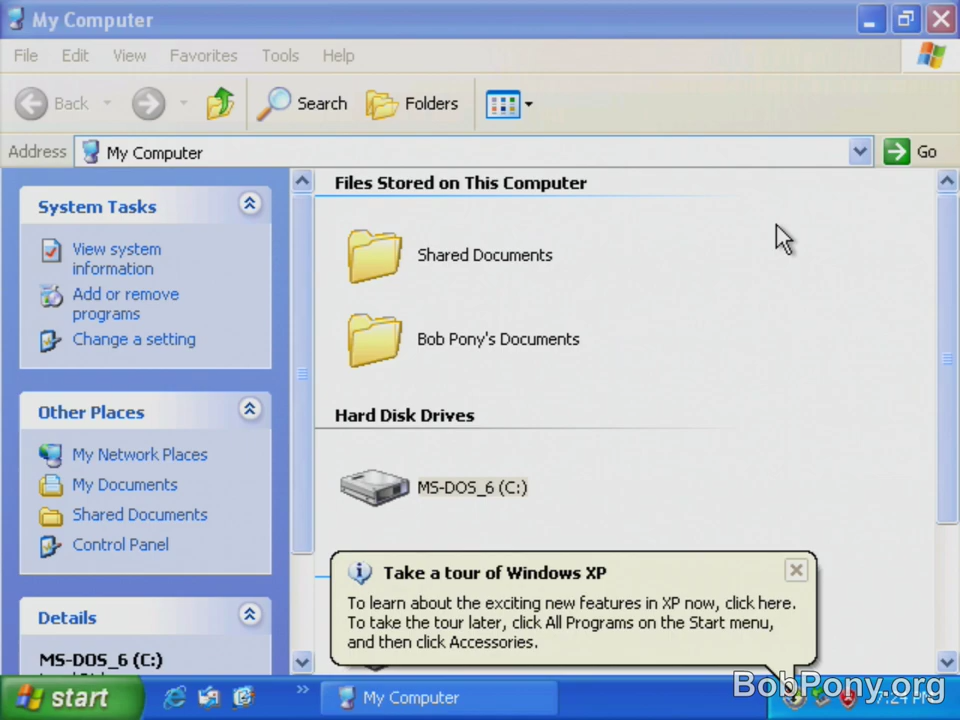 My Computer
File Edit View Favorites Tools Help
Back Search Folders
Address My Computer Go
System Tasks
View system
information
Add or remove
programs
Change a setting
Other Places
My Network Places
My Documents
Shared Documents
Control Panel
Details
MS-DOS_6 (C:)
Files Stored on This Computer
Shared Documents
Bob Pony's Documents
Hard Disk Drives
MS-DOS_6 (C:)
Take a tour of Windows XP
To learn about the exciting new features in XP now, click here.
To take the tour later, click All Programs on the Start menu,
and then click Accessories.
start My Computer 7:24 PM
BobPony.org